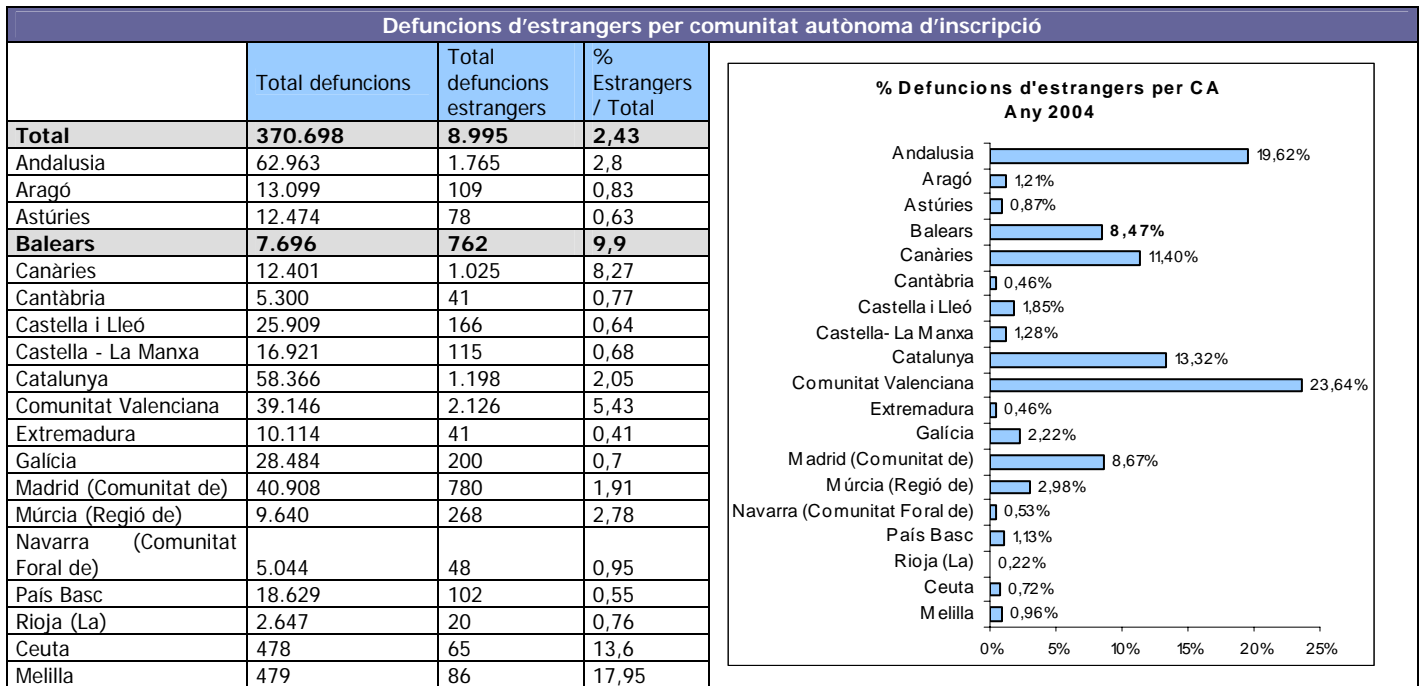 Defuncions d'estrangers per comunitat autònoma d'inscripció
Total defuncions
Total
defuncions
estrangers
%
Estrangers
/ Total
Total 370.698 8.995 2,43
Andalusia 62.963 1.765 2,8
Aragó 13.099 109 0,83
Astúries 12.474 78 0,63
Balears 7.696 762 9,9
Canàries 12.401 1.025 8,27
Cantàbria 5.300 41 0,77
Castella i Lleó 25.909 166 0,64
Castella - La Manxa 16.921 115 0,68
Catalunya 58.366 1.198 2,05
Comunitat Valenciana 39.146 2.126 5,43
Extremadura 10.114 41 0,41
Galícia 28.484 200 0,7
Madrid (Comunitat de) 40.908 780 1,91
Múrcia (Regió de) 9.640 268 2,78
Navarra (Comunitat
Foral de) 5.044 48 0,95
País Basc 18.629 102 0,55
Rioja (La) 2.647 20 0,76
Ceuta 478 65 13,6
Melilla 479 86 17,95
% Defuncions d'estrangers per CA
Any 2004
Andalusia 19,62%
Aragó 1,21%
Astúries 0,87%
Balears 8,47%
Canàries 11,40%
Cantàbria 0,46%
Castella i Lleó 1,85%
Castella- La Manxa 1,28%
Catalunya 13,32%
Comunitat Valenciana 23,64%
Extremadura 0,46%
Galícia 2,22%
Madrid (Comunitat de) 8,67%
Múrcia (Regió de) 2,98%
Navarra (Comunitat Foral de) 0,53%
País Basc 1,13%
Rioja (La) 0,22%
Ceuta 0,72%
Melilla 0,96%
0% 5% 10% 15% 20% 25%